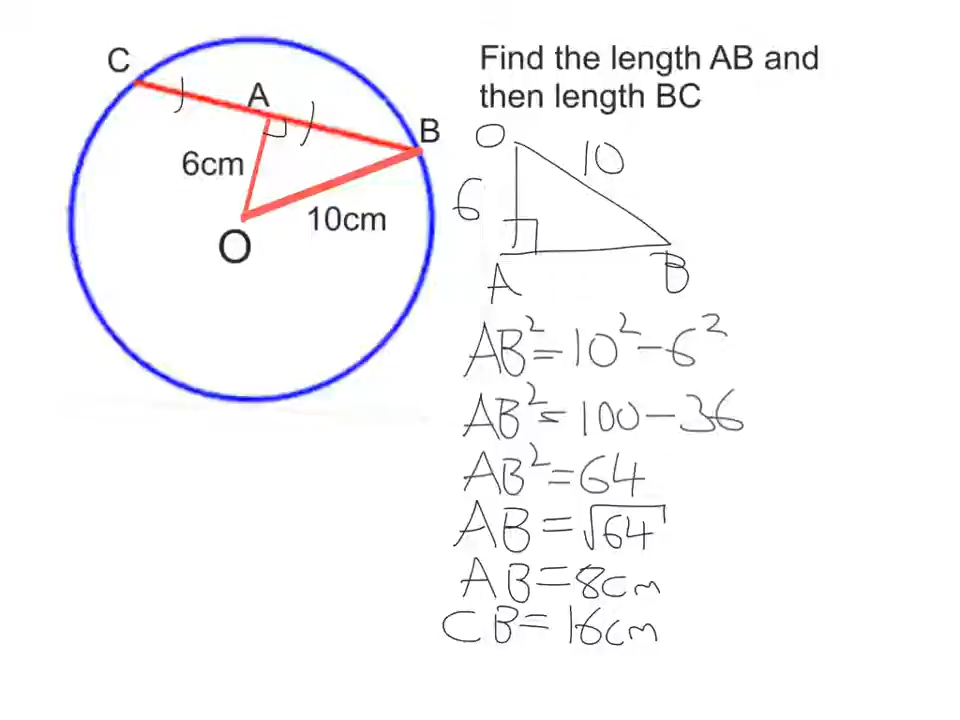 C
A
B
6cm
10cm
O
Find the length AB and
then length BC
O
10
6
A
B
AB²=10²-6²
AB²=100-36
AB²=64
AB=√64
AB=8cm
CB=16cm